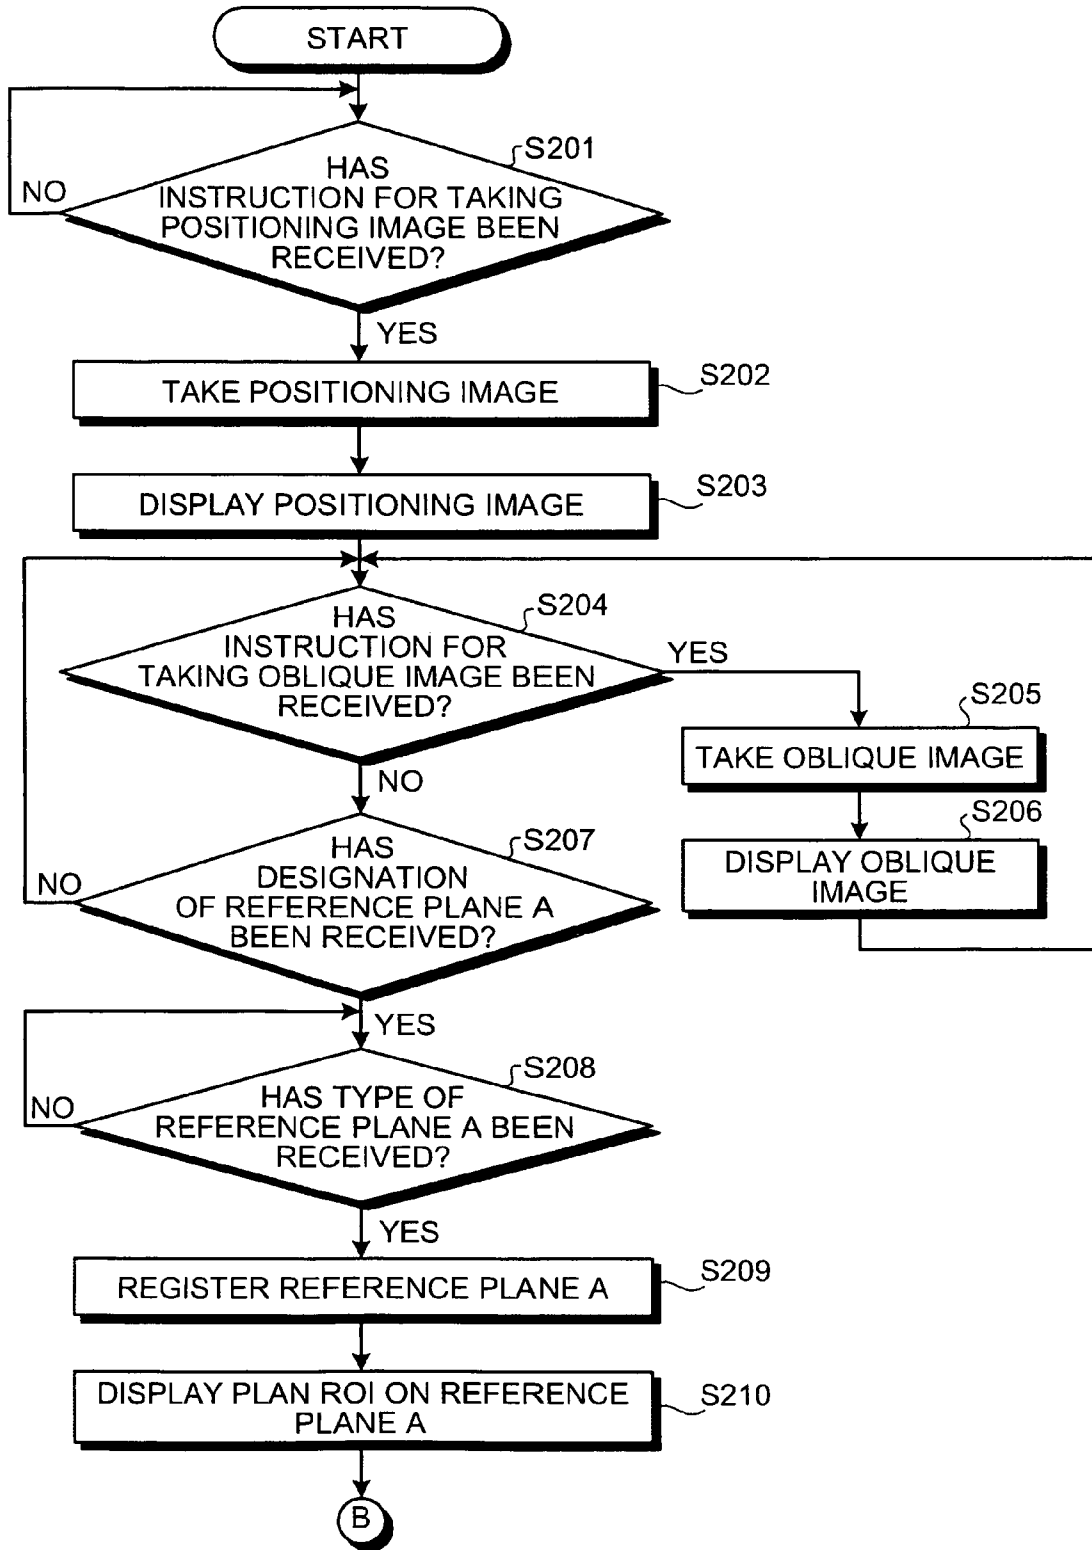 START
S201
HAS
INSTRUCTION FOR TAKING
POSITIONING IMAGE BEEN
RECEIVED?
NO
YES
TAKE POSITIONING IMAGE
S202
DISPLAY POSITIONING IMAGE
S203
S204
HAS
INSTRUCTION FOR
TAKING OBLIQUE IMAGE BEEN
RECEIVED?
YES
NO
S205
TAKE OBLIQUE IMAGE
S206
DISPLAY OBLIQUE
IMAGE
S207
HAS
DESIGNATION
OF REFERENCE PLANE A
BEEN RECEIVED?
NO
YES
S208
HAS TYPE OF
REFERENCE PLANE A BEEN
RECEIVED?
NO
YES
REGISTER REFERENCE PLANE A
S209
DISPLAY PLAN ROI ON REFERENCE
PLANE A
S210
B